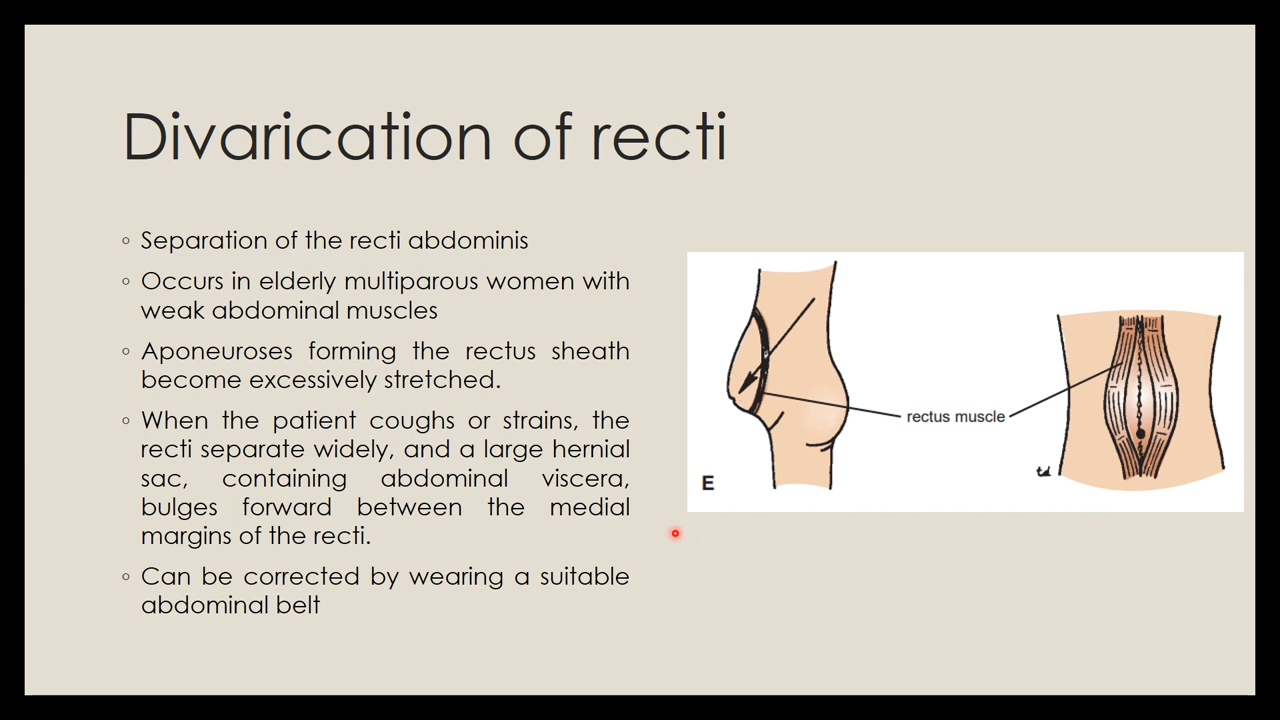 Divarication of recti
◦ Separation of the recti abdominis
◦ Occurs in elderly multiparous women with
weak abdominal muscles
◦ Aponeuroses forming the rectus sheath
become excessively stretched.
◦ When the patient coughs or strains, the
recti separate widely, and a large hernial
sac, containing abdominal viscera,
bulges forward between the medial
margins of the recti.
◦ Can be corrected by wearing a suitable
abdominal belt
rectus muscle
E